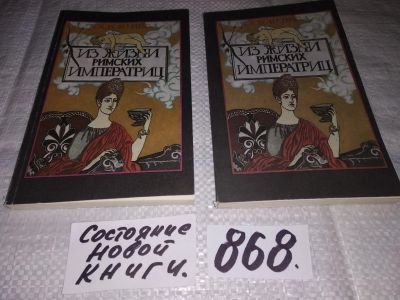 ИЗ ЖИЗНИ
РИМСКИХ
ИМПЕРАТРИЦ
ИЗ ЖИЗНИ
РИМСКИХ
ИМПЕРАТРИЦ
Состояние
новой
книги.
868.